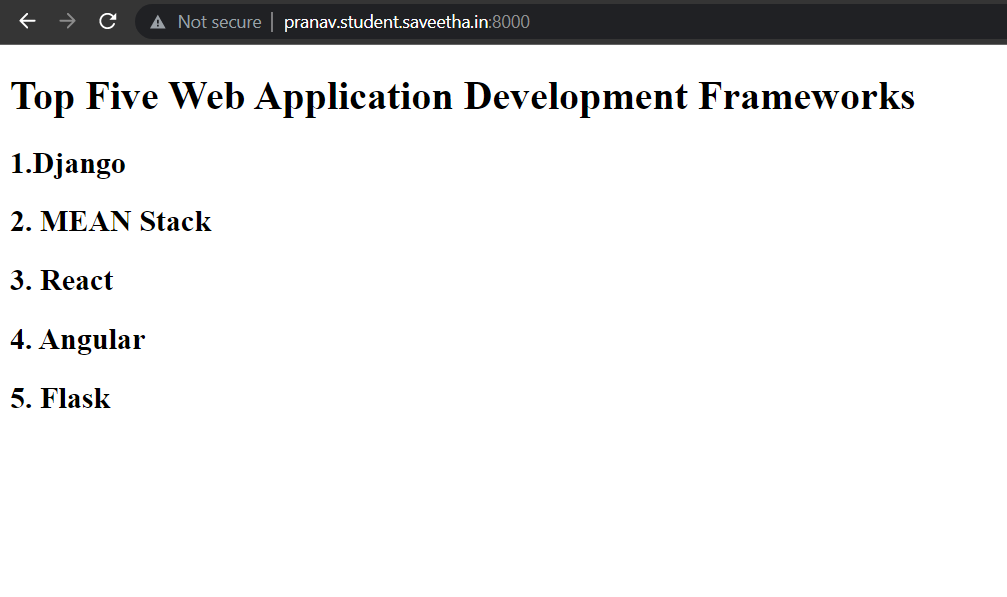 Not secure | pranav.student.saveetha.in:8000
Top Five Web Application Development Frameworks
1.Django
2. MEAN Stack
3. React
4. Angular
5. Flask